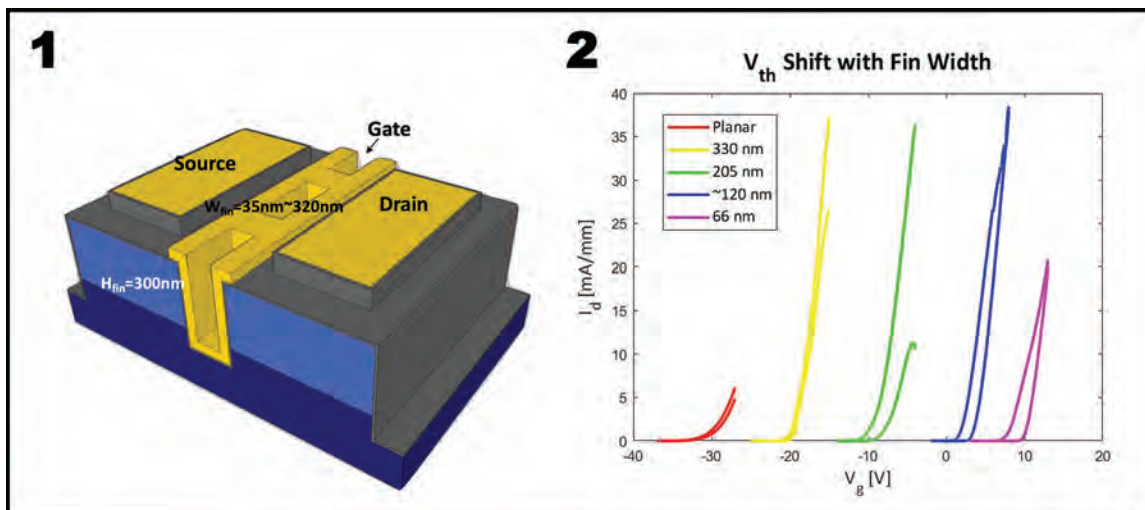 1
Gate
Source
W_fin=35nm~320nm
Drain
H_fin=300nm
2
V_th Shift with Fin Width
Planar
330 nm
205 nm
~120 nm
66 nm
I_d [mA/mm]
40
35
30
25
20
15
10
5
0
-40
-30
-20
-10
0
10
20
V_g [V]